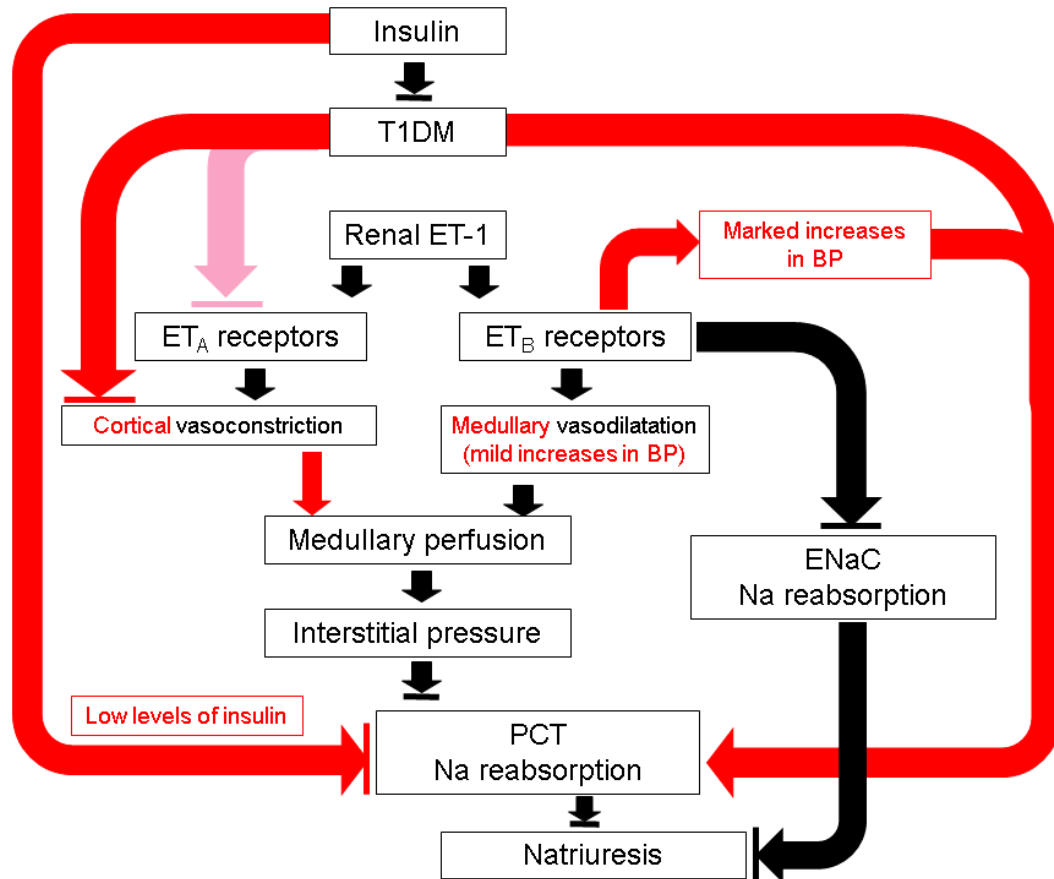 Insulin
T1DM
Renal ET-1
Marked increases
in BP
ETA receptors
ETB receptors
Cortical vasoconstriction
Medullary vasodilatation
(mild increases in BP)
Medullary perfusion
ENaC
Na reabsorption
Interstitial pressure
Low levels of insulin
PCT
Na reabsorption
Natriuresis